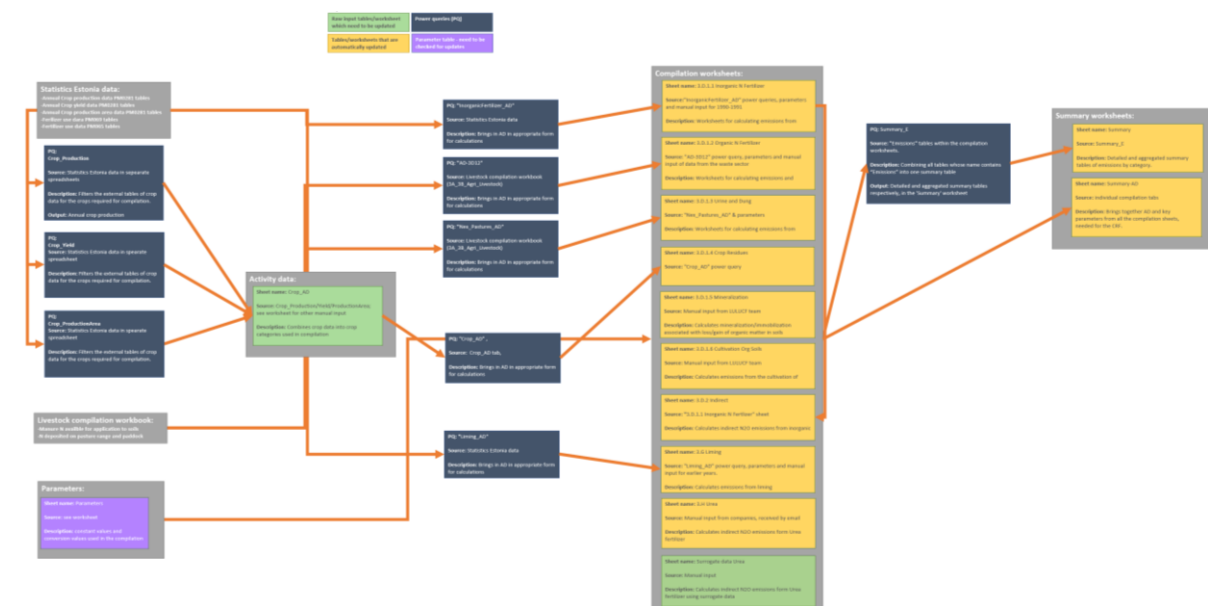 Raw input tables/worksheet
which need to be updated
Power queries (PQ)
Tables/worksheets that are
automatically updated
Parameter table - need to be
checked for updates
Statistics Estonia data:
-Annual Crop production data PM0281 tables
-Annual Crop yield data PM0281 tables
-Annual Crop production area data PM0281 tables
-Fertilizer use data PM065 tables
-Fertilizer use data PM065 tables
PQ:
Crop_Production
Source: Statistics Estonia data in separate
spreadsheets
Description: Filters the external tables of crop
data for the crops required for compilation.
Output: Annual crop production
PQ:
Crop_Yield
Source: Statistics Estonia data in separate
spreadsheet
Description: Filters the external tables of crop
data for the crops required for compilation.
PQ:
Crop_ProductionArea
Source: Statistics Estonia data in separate
spreadsheet
Description: Filters the external tables of crop
data for the crops required for compilation.
Activity data:
Sheet name: Crop_AD
Source: Crop_Production/Yield/ProductionArea,
see worksheet for other manual input
Description: Combines crop data into crop
categories used in compilation
Livestock compilation workbook:
-Manure N available for application to soils
-N deposited on pasture range and paddock
Parameters:
Sheet name: Parameters
Source: see worksheet
Description: constant values and
conversion values used in the compilation
PQ: "InorganicFertilizer_AD"
Source: Statistics Estonia data
Description: Brings in AD in appropriate form
for calculations
PQ: "AD-3D12"
Source: Livestock compilation workbook
(3A_3B_Agri_Livestock)
Description: Brings in AD in appropriate form
for calculations
PQ: "Nex_Pastures_AD"
Source: Livestock compilation workbook
(3A_3B_Agri_Livestock)
Description: Brings in AD in appropriate form
for calculations
PQ: "Crop_AD",
Source: Crop_AD tab,
Description: Brings in AD in appropriate form
for calculations
PQ: "Liming_AD"
Source: Statistics Estonia data
Description: Brings in AD in appropriate form
for calculations
Compilation worksheets:
Sheet name: 3.D.1.1 Inorganic N Fertilizer
Source: "InorganicFertilizer_AD" power queries, parameters
and manual input for 1990-1991
Description: Worksheets for calculating emissions from
Sheet name: 3.D.1.2 Organic N Fertilizer
Source: "AD-3D12" power query, parameters and manual input
of data from the waste sector
Description: Worksheets for calculating emissions and
Sheet name: 3.D.1.3 Urine and Dung
Source: "Nex_Pastures_AD" & parameters
Description: Worksheets for calculating emissions from
Sheet name: 3.D.1.4 Crop Residues
Source: "Crop_AD" power query
Sheet name: 3.D.1.5 Mineralization
Source: Manual input from LULUCF team
Description: Calculates mineralization/immobilization
associated with loss/gain of organic matter in soils
Sheet name: 3.D.1.6 Cultivation Org Soils
Source: Manual input from LULUCF team
Description: Calculates emissions from the cultivation of
Sheet name: 3.D.2 Indirect
Source: "3.D.1.1 Inorganic N Fertilizer" sheet
Description: Calculates indirect N2O emissions from inorganic
Sheet name: 3.G Liming
Source: "Liming_AD" power query, parameters and manual
input for earlier years.
Description: Calculates emissions from liming
Sheet name: 3.H Urea
Source: Manual input from companies, received by email
Description: Calculates indirect N2O emissions form Urea
fertilizer
Sheet name: Surrogate data Urea
Source: Manual input
Description: Calculates indirect N2O emissions form Urea
fertilizer using surrogate data
PQ: Summary_E
Source: "Emissions" tables within the compilation
worksheets.
Description: Combining all tables whose name contains
"Emissions" into one summary table
Output: Detailed and aggregated summary tables
respectively, in the 'Summary' worksheet
Summary worksheets:
Sheet name: Summary
Source: Summary_E
Description: Detailed and aggregated summary
tables of emissions by category.
Sheet name: Summary AD
Source: Individual compilation tabs
Description: Brings together AD and key
parameters from all the compilation sheets,
needed for the CRF.